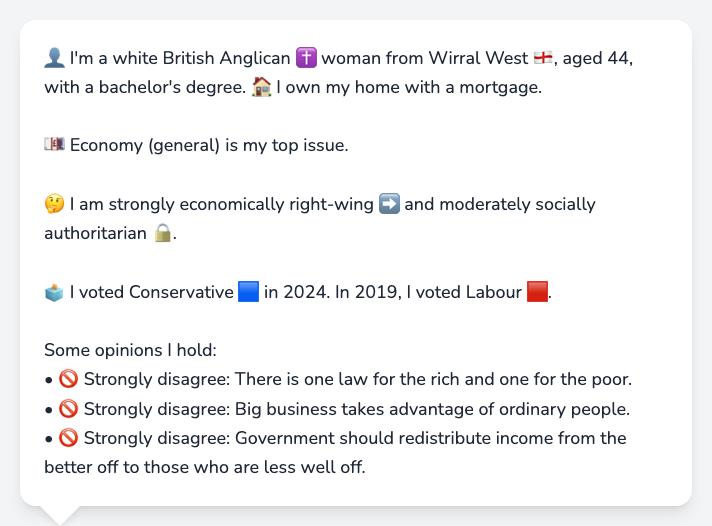 👤 I'm a white British Anglican ✝️ woman from Wirral West 🏴󠁧󠁢󠁥󠁮󠁧󠁿, aged 44,
with a bachelor's degree. 🏠 I own my home with a mortgage.
💷 Economy (general) is my top issue.
🤔 I am strongly economically right-wing ➡️ and moderately socially
authoritarian 🔒.
🗳️ I voted Conservative 🟦 in 2024. In 2019, I voted Labour 🟥.
Some opinions I hold:
• 🚫 Strongly disagree: There is one law for the rich and one for the poor.
• 🚫 Strongly disagree: Big business takes advantage of ordinary people.
• 🚫 Strongly disagree: Government should redistribute income from the
better off to those who are less well off.